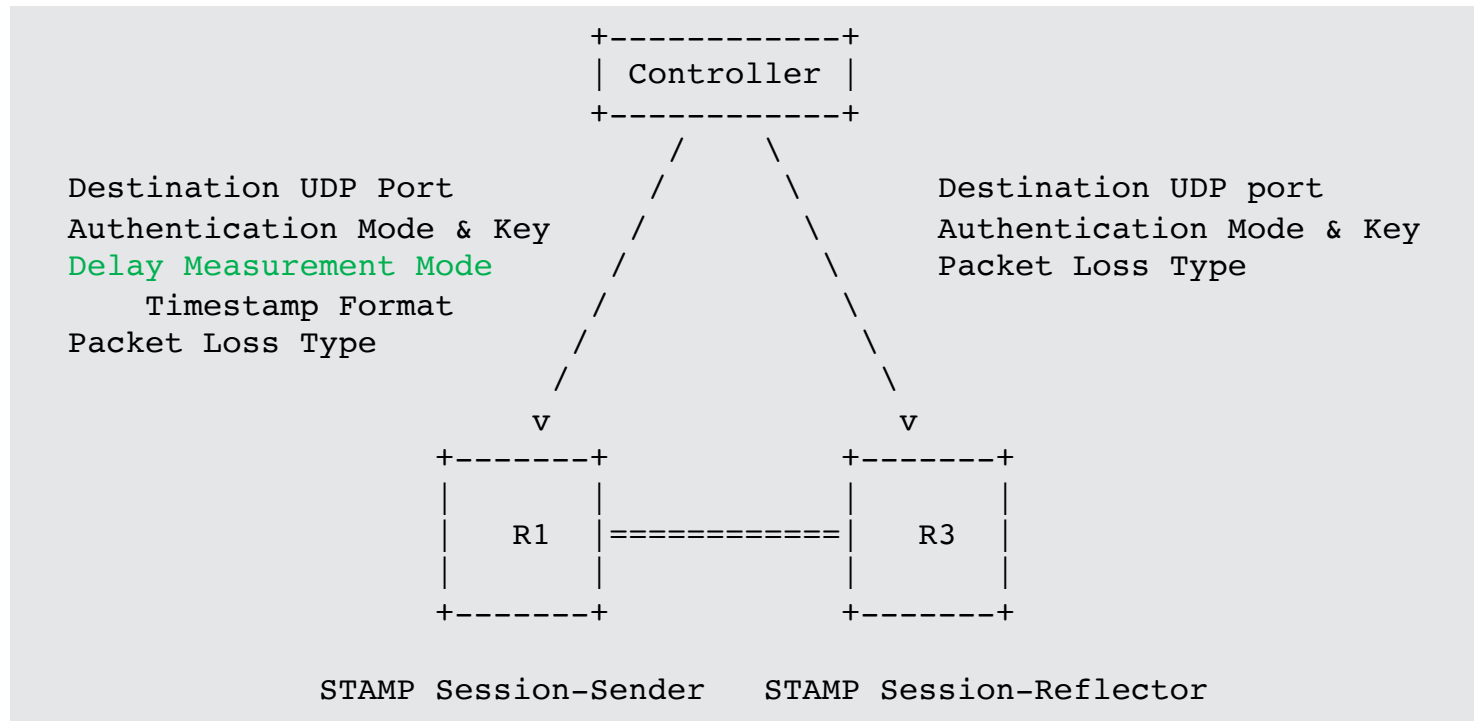 +------------+
| Controller |
+------------+
/ \
Destination UDP Port / \ Destination UDP port
Authentication Mode & Key / \ Authentication Mode & Key
Delay Measurement Mode / \ Packet Loss Type
Timestamp Format / \
Packet Loss Type / \
/ \
v v
+-------+ +-------+
| | | |
| R1 |============| R3 |
| | | |
+-------+ +-------+
STAMP Session-Sender STAMP Session-Reflector